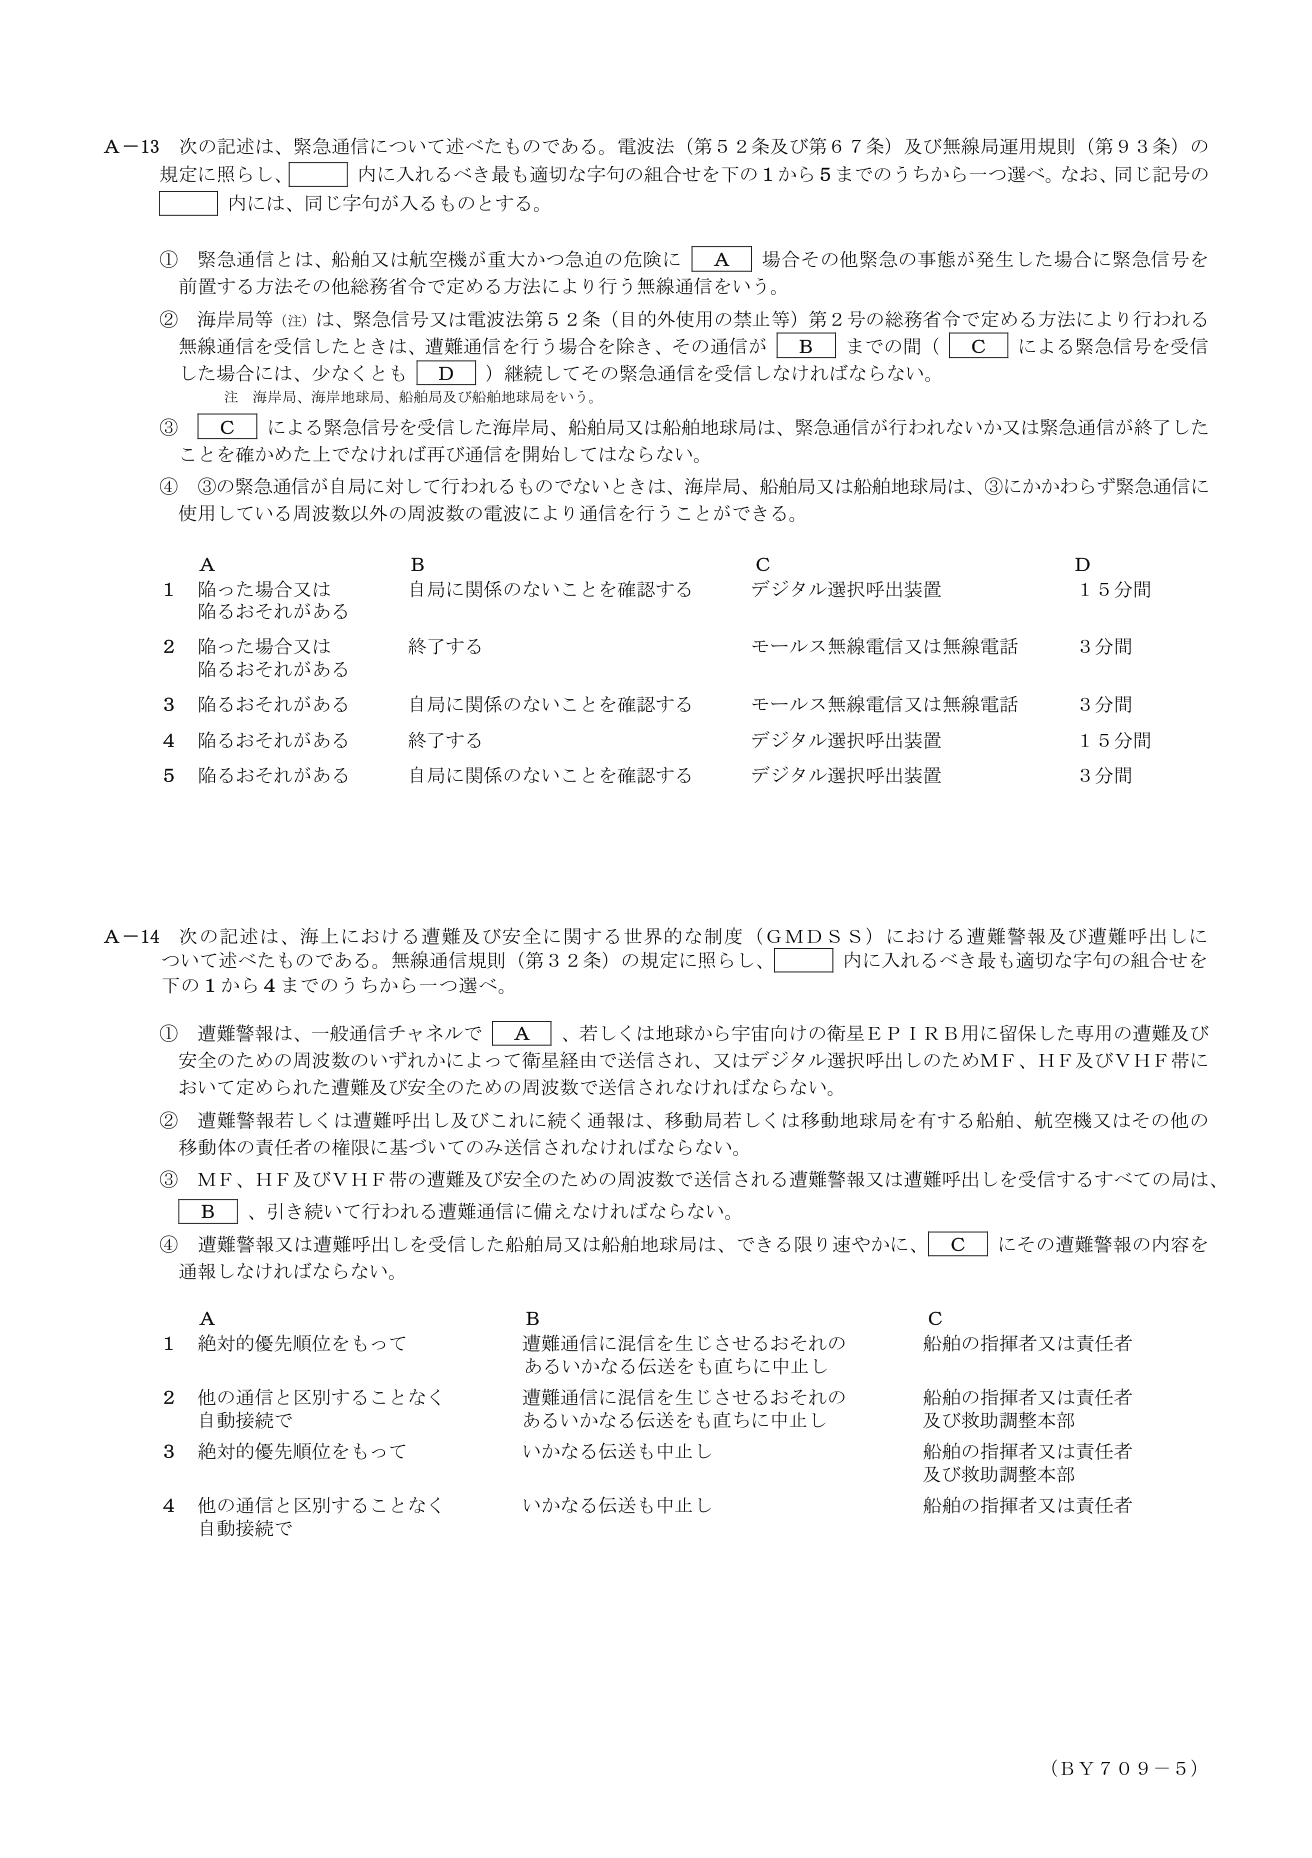 A－13　次の記述は、緊急通信について述べたものである。電波法（第５２条及び第６７条）及び無線局運用規則（第９３条）の
規定に照らし、　　　内に入れるべき最も適切な字句の組合せを下の1から5までのうちから一つ選べ。なお、同じ記号の
　　　内には、同じ字句が入るものとする。
①　緊急通信とは、船舶又は航空機が重大かつ急迫の危険に A 場合その他緊急の事態が発生した場合に緊急信号を
前置する方法その他総務省令で定める方法により行う無線通信をいう。
②　海岸局等（注）は、緊急信号又は電波法第５２条（目的外使用の禁止等）第２号の総務省令で定める方法により行われる
無線通信を受信したときは、遭難通信を行う場合を除き、その通信が B までの間（ C による緊急信号を受信
した場合には、少なくとも D ）継続してその緊急通信を受信しなければならない。
注　海岸局、海岸地球局、船舶局及び船舶地球局をいう。
③　 C による緊急信号を受信した海岸局、船舶局又は船舶地球局は、緊急通信が行われないか又は緊急通信が終了した
ことを確かめた上でなければ再び通信を開始してはならない。
④　③の緊急通信が自局に対して行われるものでないときは、海岸局、船舶局又は船舶地球局は、③にかかわらず緊急通信に
使用している周波数以外の周波数の電波により通信を行うことができる。
A　B　C　D
1　陥った場合又は　自局に関係のないことを確認する　デジタル選択呼出装置　１５分間
陥るおそれがある
2　陥った場合又は　終了する　モールス無線電信又は無線電話　３分間
陥るおそれがある
3　陥るおそれがある　自局に関係のないことを確認する　モールス無線電信又は無線電話　３分間
4　陥るおそれがある　終了する　デジタル選択呼出装置　１５分間
5　陥るおそれがある　自局に関係のないことを確認する　デジタル選択呼出装置　３分間
A－14　次の記述は、海上における遭難及び安全に関する世界的な制度（ＧＭＤＳＳ）における遭難警報及び遭難呼出しに
ついて述べたものである。無線通信規則（第３２条）の規定に照らし、　　　内に入れるべき最も適切な字句の組合せを
下の1から4までのうちから一つ選べ。
①　遭難警報は、一般通信チャネルで A 、若しくは地球から宇宙向けの衛星ＥＰＩＲＢ用に留保した専用の遭難及び
安全のための周波数のいずれかによって衛星経由で送信され、又はデジタル選択呼出しのためＭＦ、ＨＦ及びＶＨＦ帯に
おいて定められた遭難及び安全のための周波数で送信されなければならない。
②　遭難警報若しくは遭難呼出し及びこれに続く通報は、移動局若しくは移動地球局を有する船舶、航空機又はその他の
移動体の責任者の権限に基づいてのみ送信されなければならない。
③　ＭＦ、ＨＦ及びＶＨＦ帯の遭難及び安全のための周波数で送信される遭難警報又は遭難呼出しを受信するすべての局は、
B 、引き続いて行われる遭難通信に備えなければならない。
④　遭難警報又は遭難呼出しを受信した船舶局又は船舶地球局は、できる限り速やかに、 C にその遭難警報の内容を
通報しなければならない。
A　B　C
1　絶対的優先順位をもって　遭難通信に混信を生じさせるおそれの　船舶の指揮者又は責任者
あるいかなる伝送をも直ちに中止し
2　他の通信と区別することなく　遭難通信に混信を生じさせるおそれの　船舶の指揮者又は責任者
自動接続で　あるいかなる伝送をも直ちに中止し　及び救助調整本部
3　絶対的優先順位をもって　いかなる伝送も中止し　船舶の指揮者又は責任者
及び救助調整本部
4　他の通信と区別することなく　いかなる伝送も中止し　船舶の指揮者又は責任者
自動接続で
（ＢＹ７０９－５）